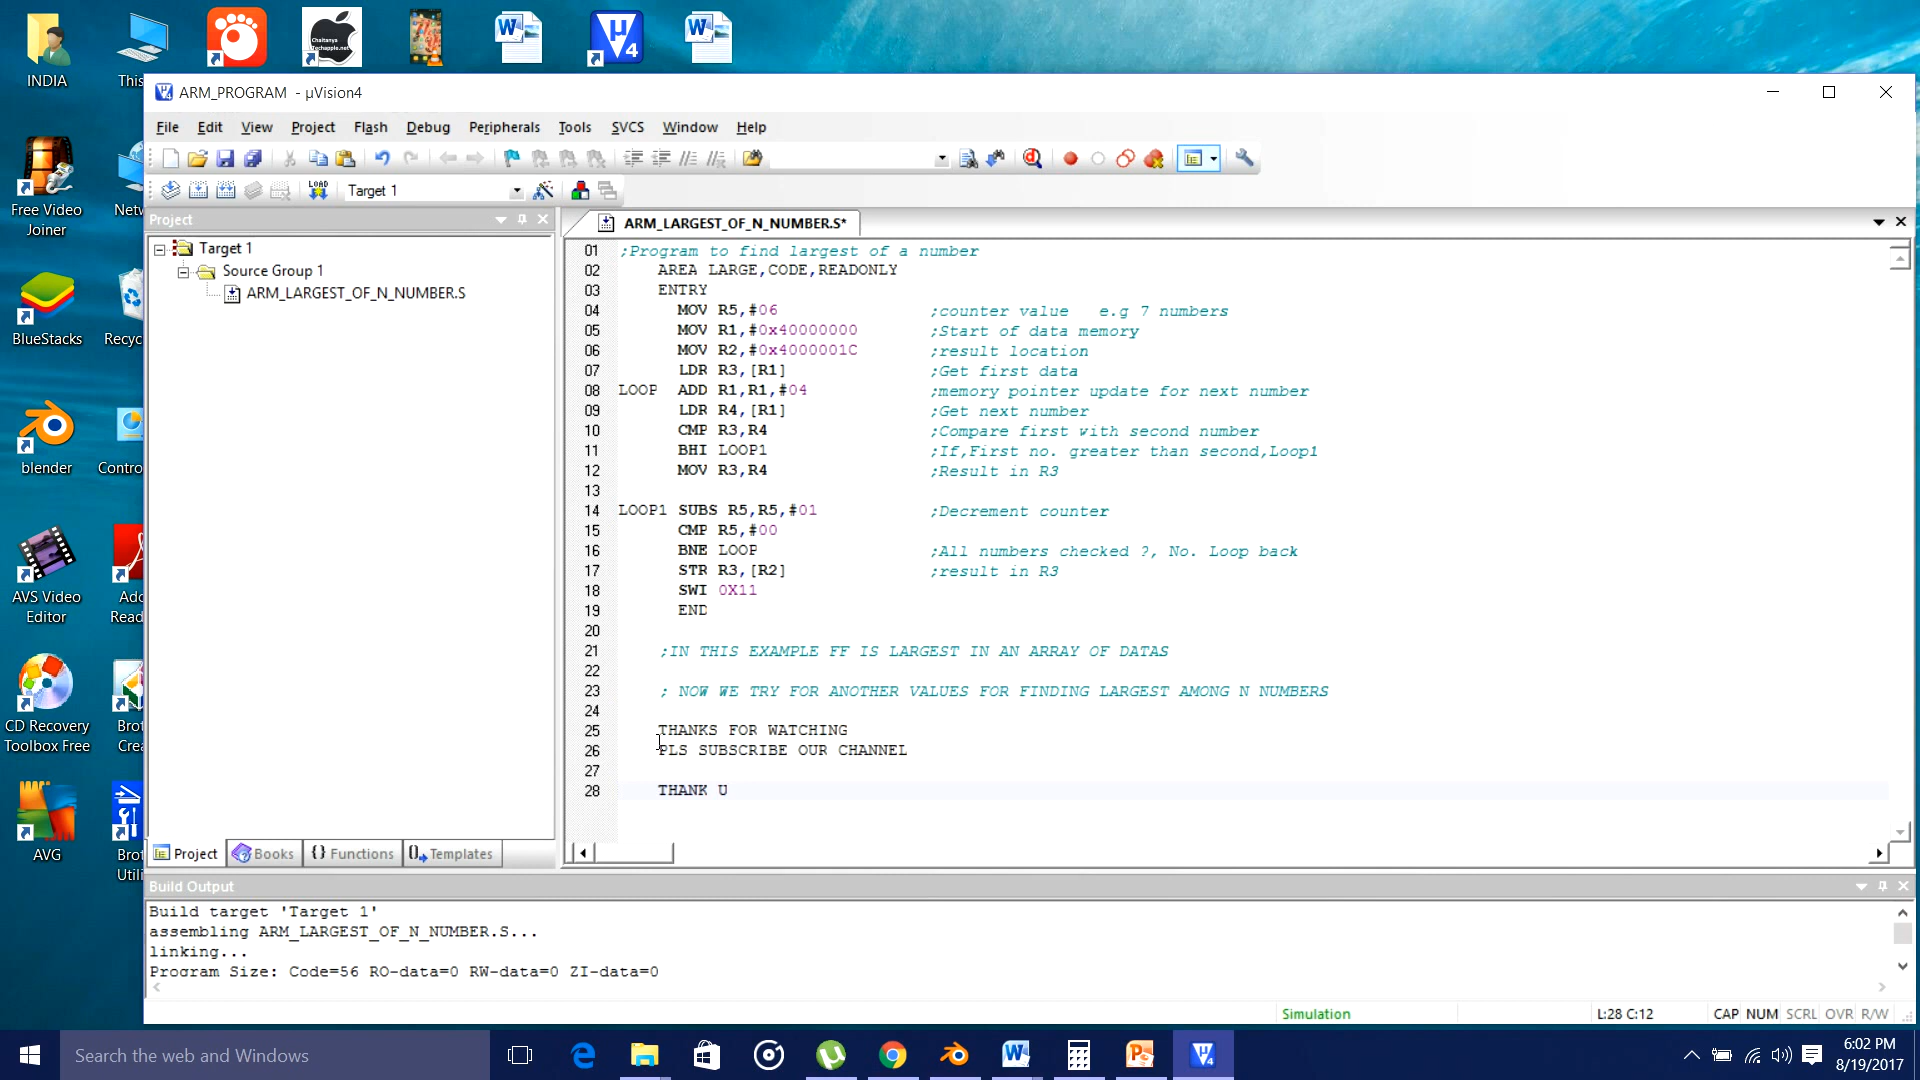 INDIA
This
Chaitanya
Techapple.net
ARM_PROGRAM - µVision4
File Edit View Project Flash Debug Peripherals Tools SVCS Window Help
LOAD Target 1
Project
Target 1
Source Group 1
ARM_LARGEST_OF_N_NUMBER.S
ARM_LARGEST_OF_N_NUMBER.S*
01 ;Program to find largest of a number
02 AREA LARGE,CODE,READONLY
03 ENTRY
04 MOV R5,#06 ;counter value e.g 7 numbers
05 MOV R1,#0x40000000 ;Start of data memory
06 MOV R2,#0x4000001C ;result location
07 LDR R3,[R1] ;Get first data
08 LOOP ADD R1,R1,#04 ;memory pointer update for next number
09 LDR R4,[R1] ;Get next number
10 CMP R3,R4 ;Compare first with second number
11 BHI LOOP1 ;If,First no. greater than second,Loop1
12 MOV R3,R4 ;Result in R3
13
14 LOOP1 SUBS R5,R5,#01 ;Decrement counter
15 CMP R5,#00
16 BNE LOOP ;All numbers checked ?, No. Loop back
17 STR R3,[R2] ;result in R3
18 SWI 0X11
19 END
20
21 ;IN THIS EXAMPLE FF IS LARGEST IN AN ARRAY OF DATAS
22
23 ; NOW WE TRY FOR ANOTHER VALUES FOR FINDING LARGEST AMONG N NUMBERS
24
25 THANKS FOR WATCHING
26 PLS SUBSCRIBE OUR CHANNEL
27
28 THANK U
Project Books {} Functions Templates
Build Output
Build target 'Target 1'
assembling ARM_LARGEST_OF_N_NUMBER.S...
linking...
Program Size: Code=56 RO-data=0 RW-data=0 ZI-data=0
Simulation L:28 C:12 CAP NUM SCRL OVR R/W
Free Video
Joiner
Netw
BlueStacks
Recyc
blender
Contro
AVS Video
Editor
Ado
Read
CD Recovery
Toolbox Free
Brot
Crea
AVG
Brot
Utili
Search the web and Windows
6:02 PM
8/19/2017